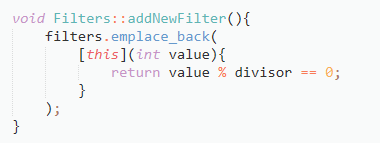 void Filters::addNewFilter(){
    filters.emplace_back(
        [this](int value){
            return value % divisor == 0;
        }
    );
}